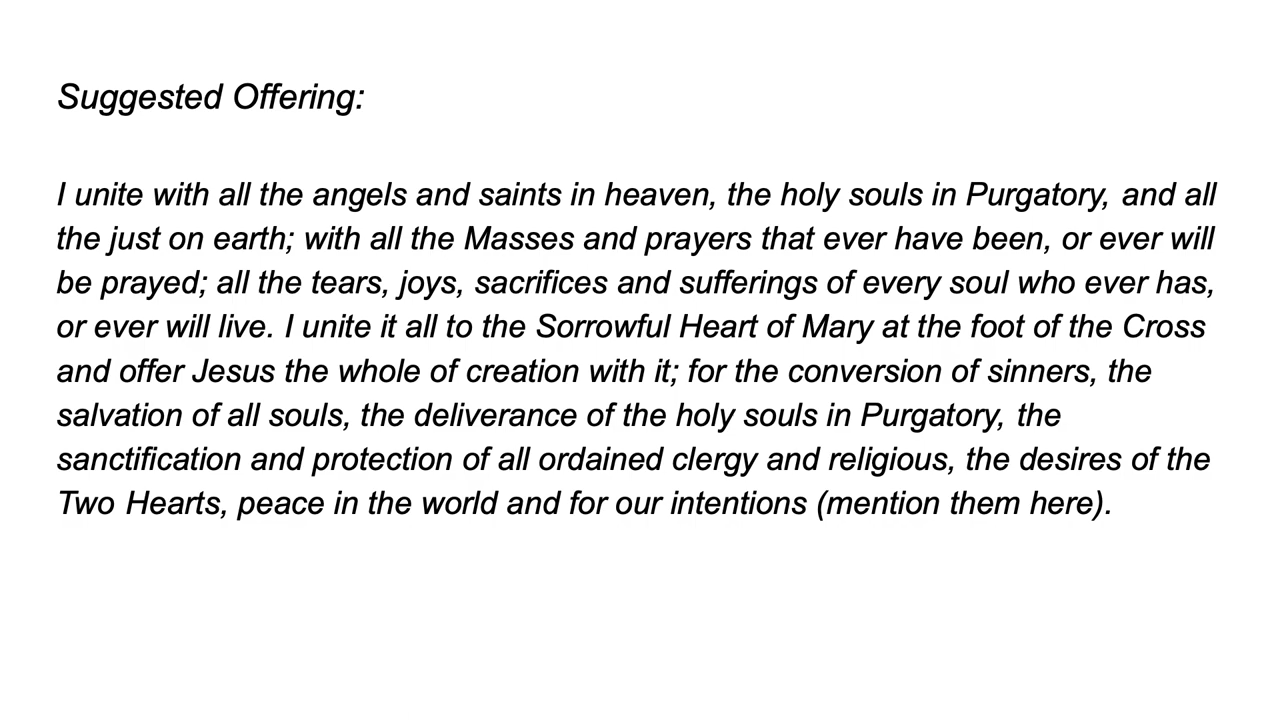 Suggested Offering:
I unite with all the angels and saints in heaven, the holy souls in Purgatory, and all
the just on earth; with all the Masses and prayers that ever have been, or ever will
be prayed; all the tears, joys, sacrifices and sufferings of every soul who ever has,
or ever will live. I unite it all to the Sorrowful Heart of Mary at the foot of the Cross
and offer Jesus the whole of creation with it; for the conversion of sinners, the
salvation of all souls, the deliverance of the holy souls in Purgatory, the
sanctification and protection of all ordained clergy and religious, the desires of the
Two Hearts, peace in the world and for our intentions (mention them here).